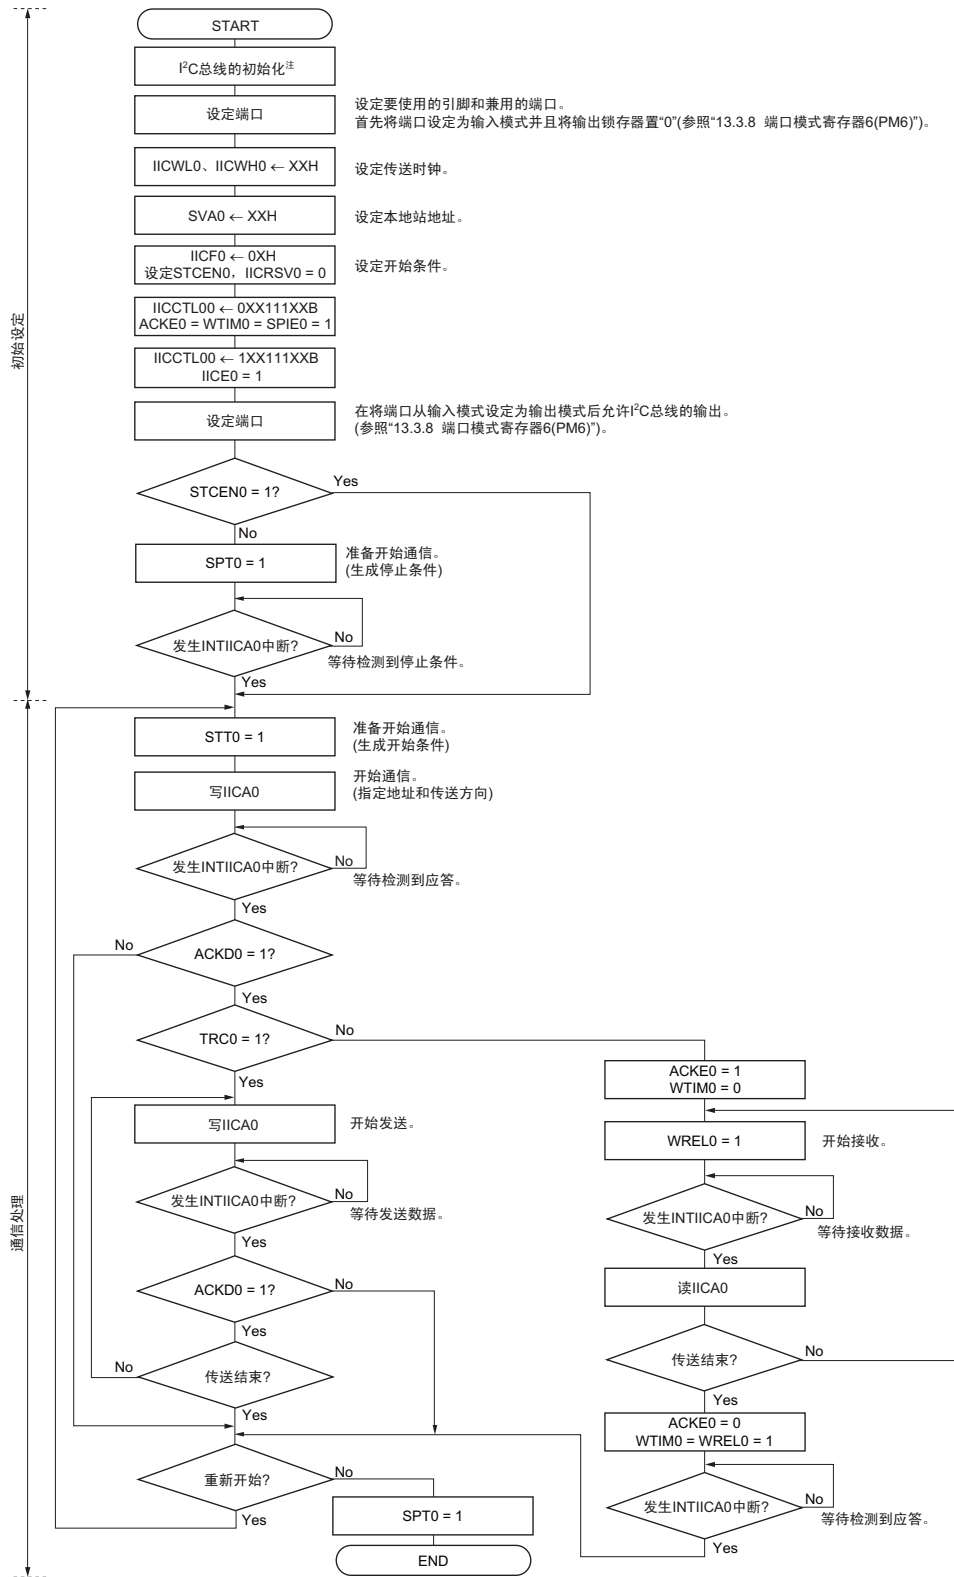 START
I²C总线的初始化注
设定端口
设定要使用的引脚和兼用的端口。
首先将端口设定为输入模式并且将输出锁存器置“0”(参照“13.3.8 端口模式寄存器6(PM6)”)。
IICWL0、IICWH0 ← XXH
设定传送时钟。
SVA0 ← XXH
设定本地站地址。
IICF0 ← 0XH
设定STCEN0，IICRSV0 = 0
设定开始条件。
IICCTL00 ← 0XX111XXB
ACKE0 = WTIM0 = SPIE0 = 1
初始设定
IICCTL00 ← 1XX111XXB
IICE0 = 1
设定端口
在将端口从输入模式设定为输出模式后允许I²C总线的输出。
(参照“13.3.8 端口模式寄存器6(PM6)”)。
STCEN0 = 1?
Yes
No
SPT0 = 1
准备开始通信。
(生成停止条件)
发生INTIICA0中断?
No
等待检测到停止条件。
Yes
STT0 = 1
准备开始通信。
(生成开始条件)
写IICA0
开始通信。
(指定地址和传送方向)
发生INTIICA0中断?
No
等待检测到应答。
Yes
No
ACKD0 = 1?
Yes
TRC0 = 1?
No
Yes
ACKE0 = 1
WTIM0 = 0
写IICA0
开始发送。
WREL0 = 1
开始接收。
通信处理
发生INTIICA0中断?
No
等待发送数据。
Yes
发生INTIICA0中断?
No
等待接收数据。
Yes
ACKD0 = 1?
No
Yes
读IICA0
No
传送结束?
Yes
传送结束?
No
Yes
ACKE0 = 0
WTIM0 = WREL0 = 1
重新开始?
No
Yes
SPT0 = 1
END
发生INTIICA0中断?
No
等待检测到应答。
Yes